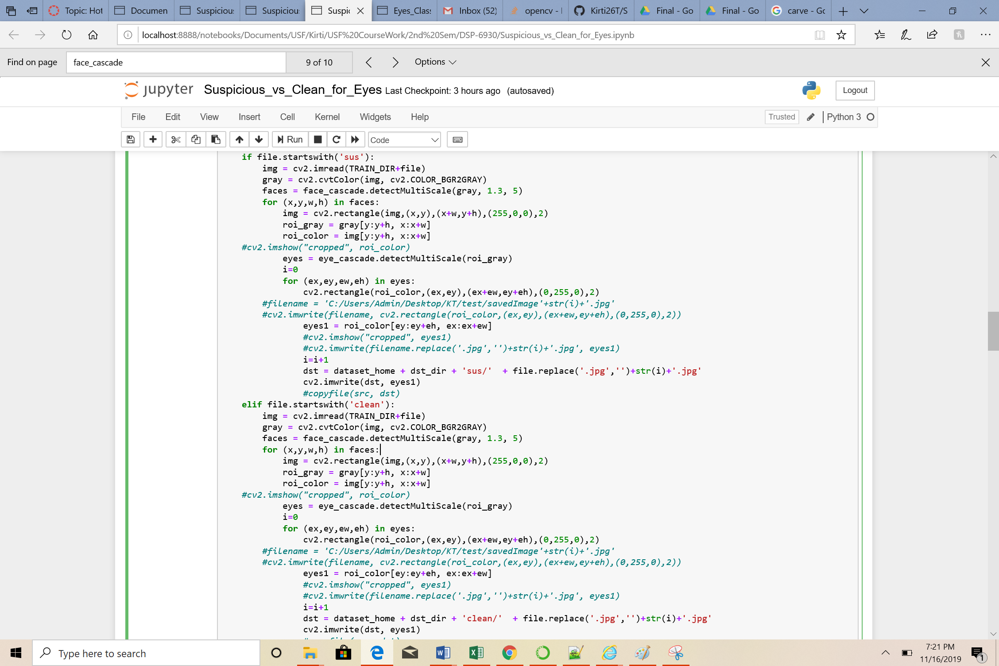 Topic: Hot
Documen
Suspiciou:
Suspiciou:
Suspic
Eyes_Class
Inbox (52)
opencv -
Kirti26T/S
Final - Go
Final - Go
carve - Go
localhost:8888/notebooks/Documents/USF/Kirti/USF%20CourseWork/2nd%20Sem/DSP-6930/Suspicious_vs_Clean_for_Eyes.ipynb
Find on page face_cascade 9 of 10 Options
jupyter Suspicious_vs_Clean_for_Eyes Last Checkpoint: 3 hours ago (autosaved) Logout
File Edit View Insert Cell Kernel Widgets Help Trusted Python 3
Run Code
if file.startswith('sus'):
img = cv2.imread(TRAIN_DIR+file)
gray = cv2.cvtColor(img, cv2.COLOR_BGR2GRAY)
faces = face_cascade.detectMultiScale(gray, 1.3, 5)
for (x,y,w,h) in faces:
img = cv2.rectangle(img,(x,y),(x+w,y+h),(255,0,0),2)
roi_gray = gray[y:y+h, x:x+w]
roi_color = img[y:y+h, x:x+w]
#cv2.imshow("cropped", roi_color)
eyes = eye_cascade.detectMultiScale(roi_gray)
i=0
for (ex,ey,ew,eh) in eyes:
cv2.rectangle(roi_color,(ex,ey),(ex+ew,ey+eh),(0,255,0),2)
#filename = 'C:/Users/Admin/Desktop/KT/test/savedImage'+str(i)+'.jpg'
#cv2.imwrite(filename, cv2.rectangle(roi_color,(ex,ey),(ex+ew,ey+eh),(0,255,0),2))
eyes1 = roi_color[ey:ey+eh, ex:ex+ew]
#cv2.imshow("cropped", eyes1)
#cv2.imwrite(filename.replace('.jpg','')+str(i)+'.jpg', eyes1)
i=i+1
dst = dataset_home + dst_dir + 'sus/'  + file.replace('.jpg','')+str(i)+'.jpg'
cv2.imwrite(dst, eyes1)
#copyfile(src, dst)
elif file.startswith('clean'):
img = cv2.imread(TRAIN_DIR+file)
gray = cv2.cvtColor(img, cv2.COLOR_BGR2GRAY)
faces = face_cascade.detectMultiScale(gray, 1.3, 5)
for (x,y,w,h) in faces:
img = cv2.rectangle(img,(x,y),(x+w,y+h),(255,0,0),2)
roi_gray = gray[y:y+h, x:x+w]
roi_color = img[y:y+h, x:x+w]
#cv2.imshow("cropped", roi_color)
eyes = eye_cascade.detectMultiScale(roi_gray)
i=0
for (ex,ey,ew,eh) in eyes:
cv2.rectangle(roi_color,(ex,ey),(ex+ew,ey+eh),(0,255,0),2)
#filename = 'C:/Users/Admin/Desktop/KT/test/savedImage'+str(i)+'.jpg'
#cv2.imwrite(filename, cv2.rectangle(roi_color,(ex,ey),(ex+ew,ey+eh),(0,255,0),2))
eyes1 = roi_color[ey:ey+eh, ex:ex+ew]
#cv2.imshow("cropped", eyes1)
#cv2.imwrite(filename.replace('.jpg','')+str(i)+'.jpg', eyes1)
i=i+1
dst = dataset_home + dst_dir + 'clean/'  + file.replace('.jpg','')+str(i)+'.jpg'
cv2.imwrite(dst, eyes1)
Type here to search
7:21 PM
11/16/2019
1